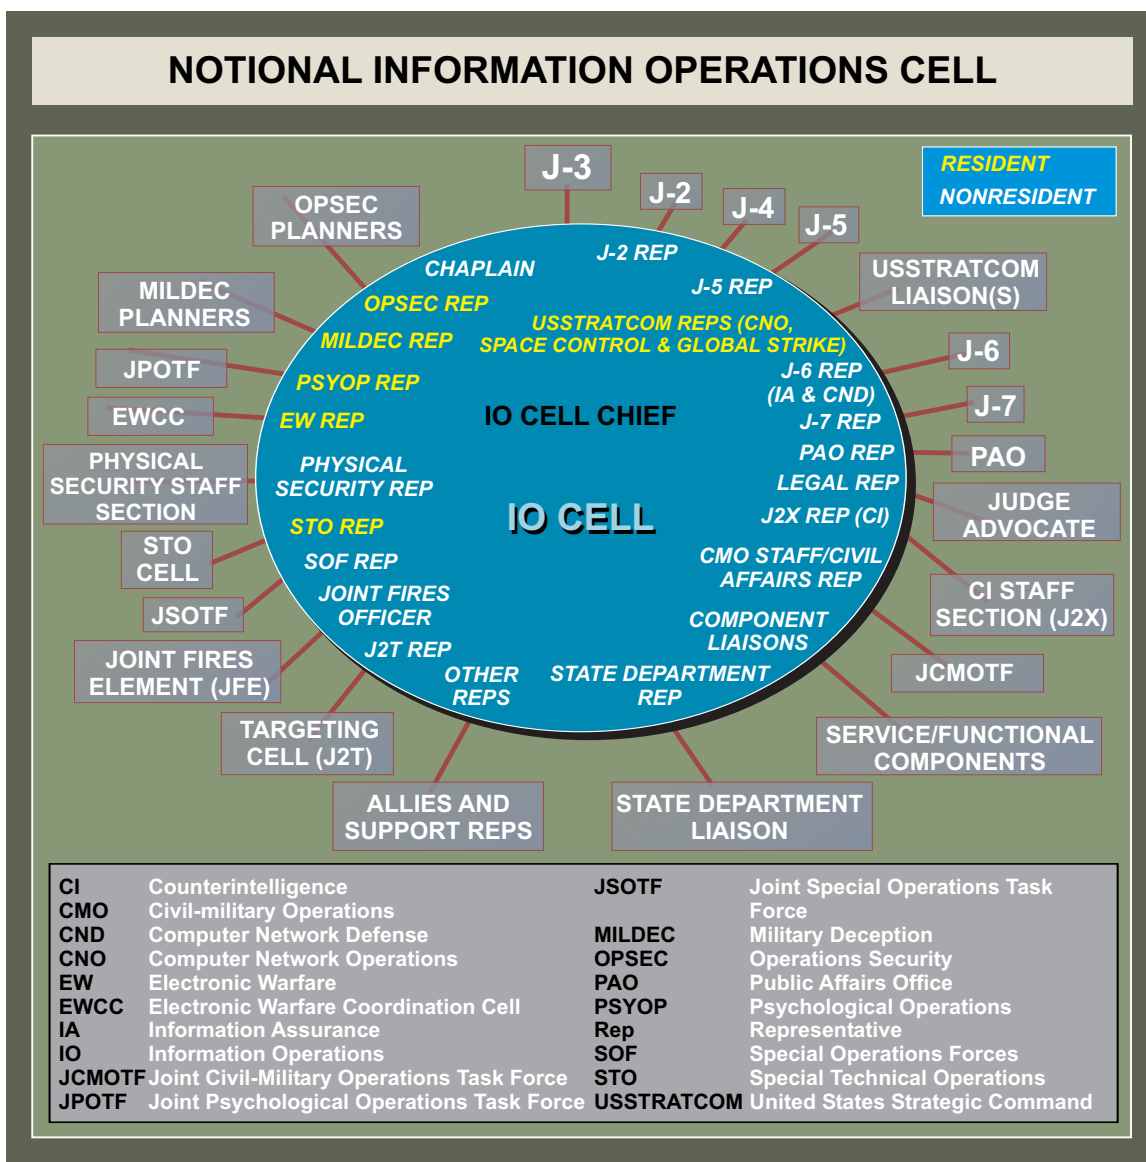 NOTIONAL INFORMATION OPERATIONS CELL
RESIDENT
NONRESIDENT
J-3
J-2
J-4
J-5
USSTRATCOM
LIAISON(S)
J-6
J-7
PAO
JUDGE
ADVOCATE
CI STAFF
SECTION (J2X)
JCMOTF
SERVICE/FUNCTIONAL
COMPONENTS
STATE DEPARTMENT
LIAISON
ALLIES AND
SUPPORT REPS
TARGETING
CELL (J2T)
JOINT FIRES
ELEMENT (JFE)
JSOTF
STO
CELL
PHYSICAL
SECURITY STAFF
SECTION
EWCC
JPOTF
MILDEC
PLANNERS
OPSEC
PLANNERS
CHAPLAIN
OPSEC REP
MILDEC REP
PSYOP REP
EW REP
PHYSICAL
SECURITY REP
STO REP
SOF REP
JOINT FIRES
OFFICER
J2T REP
OTHER
REPS
STATE DEPARTMENT
REP
COMPONENT
LIAISONS
CMO STAFF/CIVIL
AFFAIRS REP
J2X REP (CI)
LEGAL REP
PAO REP
J-7 REP
J-6 REP
(IA & CND)
USSTRATCOM REPS (CNO,
SPACE CONTROL & GLOBAL STRIKE)
J-5 REP
J-2 REP
IO CELL CHIEF
IO CELL
CI Counterintelligence
CMO Civil-military Operations
CND Computer Network Defense
CNO Computer Network Operations
EW Electronic Warfare
EWCC Electronic Warfare Coordination Cell
IA Information Assurance
IO Information Operations
JCMOTF Joint Civil-Military Operations Task Force
JPOTF Joint Psychological Operations Task Force
JSOTF Joint Special Operations Task
Force
MILDEC Military Deception
OPSEC Operations Security
PAO Public Affairs Office
PSYOP Psychological Operations
Rep Representative
SOF Special Operations Forces
STO Special Technical Operations
USSTRATCOM United States Strategic Command